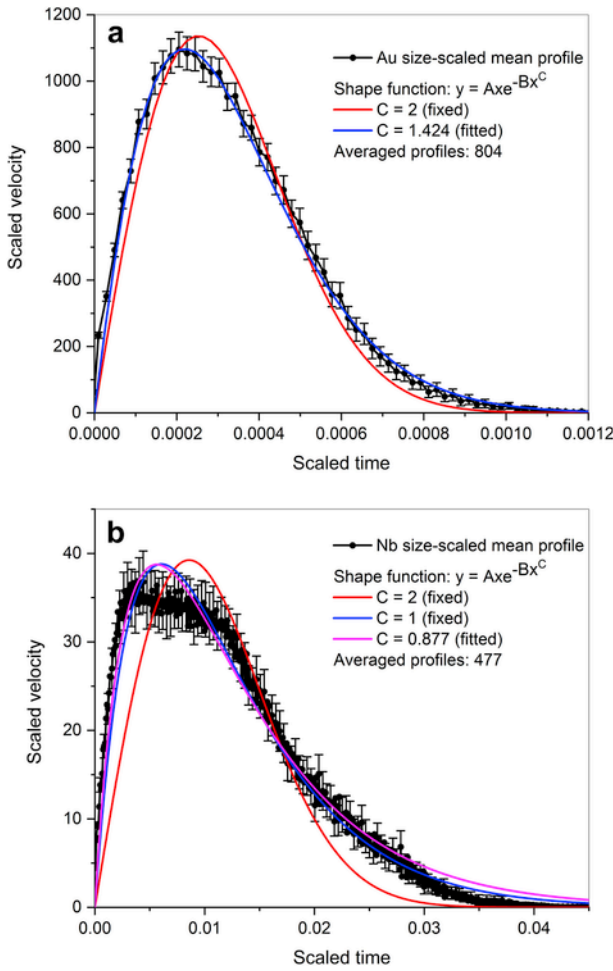 a
1200
1000
800
600
400
200
0
Scaled velocity
Au size-scaled mean profile
Shape function: y = Axe^-Bx^C
C = 2 (fixed)
C = 1.424 (fitted)
Averaged profiles: 804
0.0000 0.0002 0.0004 0.0006 0.0008 0.0010 0.0012
Scaled time
b
40
30
20
10
0
Scaled velocity
Nb size-scaled mean profile
Shape function: y = Axe^-Bx^C
C = 2 (fixed)
C = 1 (fixed)
C = 0.877 (fitted)
Averaged profiles: 477
0.00 0.01 0.02 0.03 0.04
Scaled time